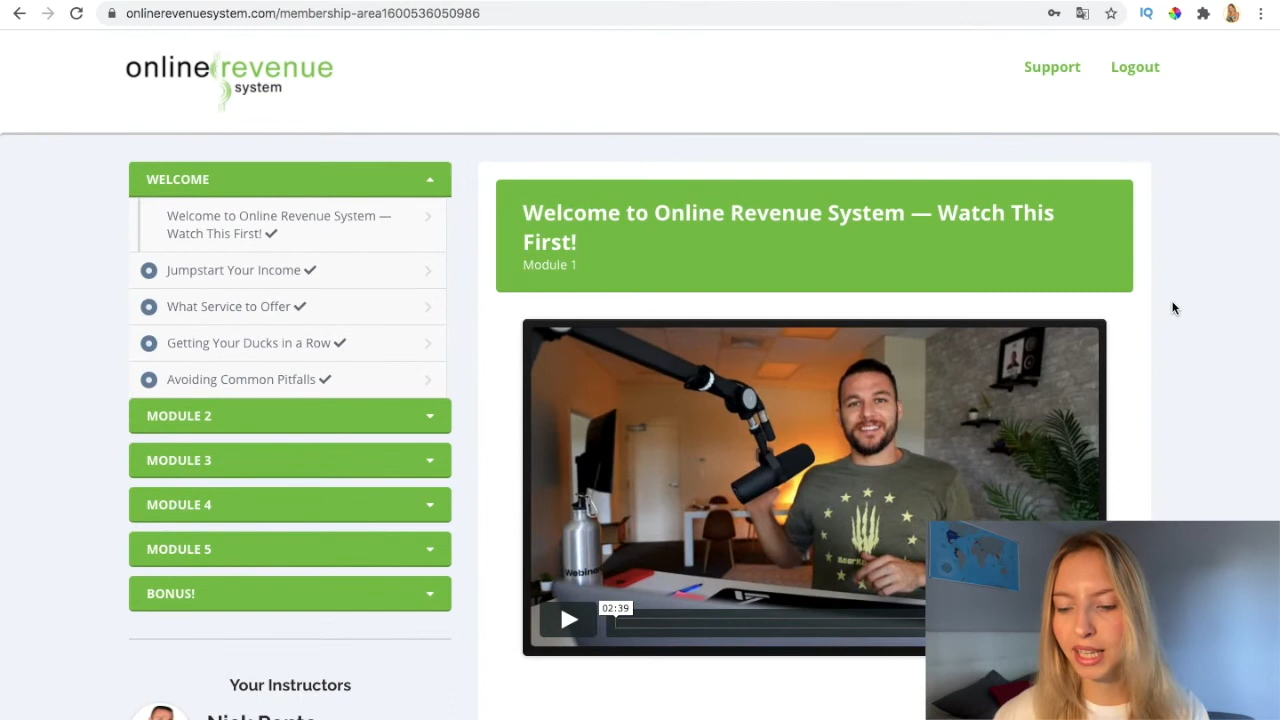 onlinerevenuesystem.com/membership-area1600536050986
IQ
online revenue
system
Support
Logout
WELCOME
Welcome to Online Revenue System —
Watch This First!
Jumpstart Your Income
What Service to Offer
Getting Your Ducks in a Row
Avoiding Common Pitfalls
MODULE 2
MODULE 3
MODULE 4
MODULE 5
BONUS!
Your Instructors
Welcome to Online Revenue System — Watch This
First!
Module 1
02:39